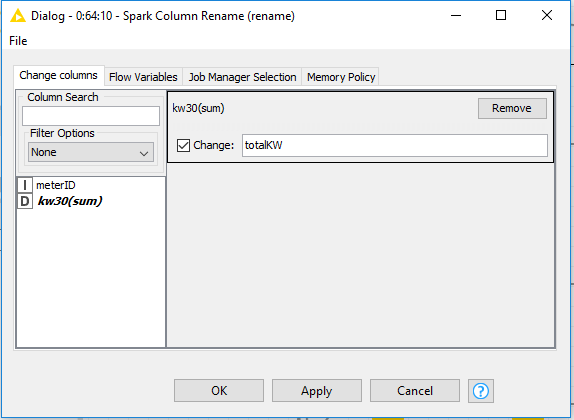 Dialog - 0:64:10 - Spark Column Rename (rename)
File
Change columns Flow Variables Job Manager Selection Memory Policy
Column Search
Filter Options
None
I meterID
D kw30(sum)
kw30(sum) Remove
Change: totalKW
OK Apply Cancel ?